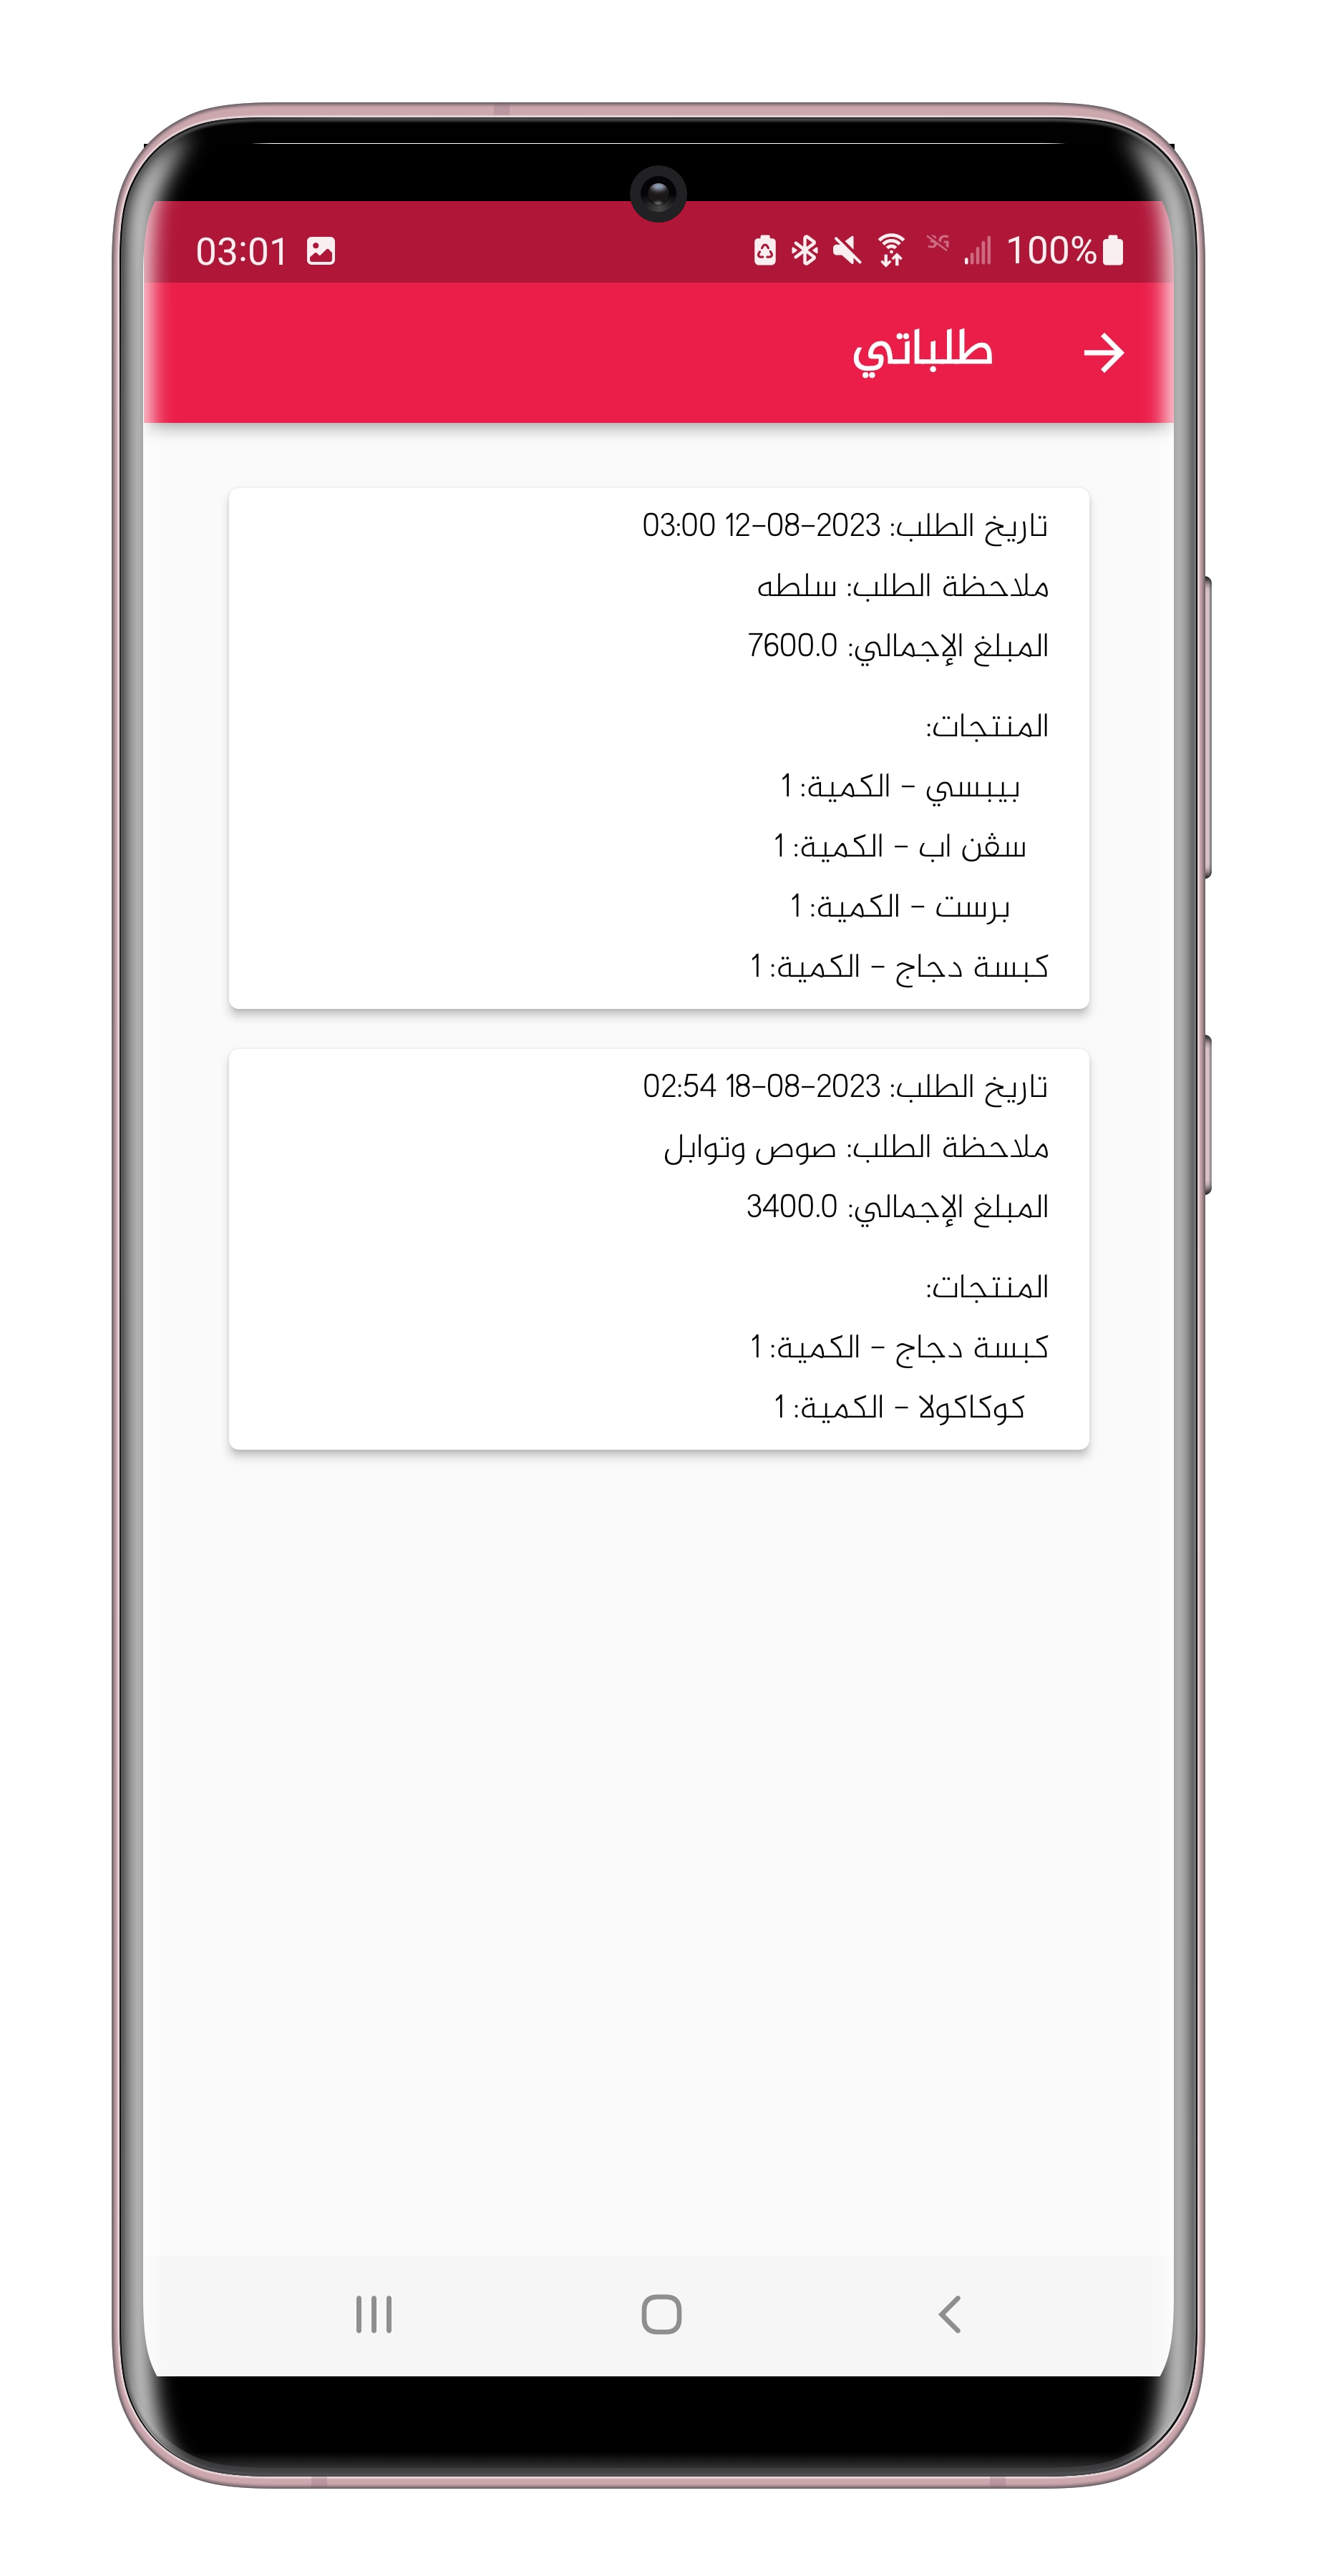 03:01
3G
100%
طلباتي
تاريخ الطلب: 2023-08-12 03:00
ملاحظة الطلب: سلطه
المبلغ الإجمالي: 7600.0
المنتجات:
بيبسي - الكمية: 1
سڤن اب - الكمية: 1
برست - الكمية: 1
كبسة دجاج - الكمية: 1
تاريخ الطلب: 2023-08-18 02:54
ملاحظة الطلب: صوص وتوابل
المبلغ الإجمالي: 3400.0
المنتجات:
كبسة دجاج - الكمية: 1
كوكاكولا - الكمية: 1